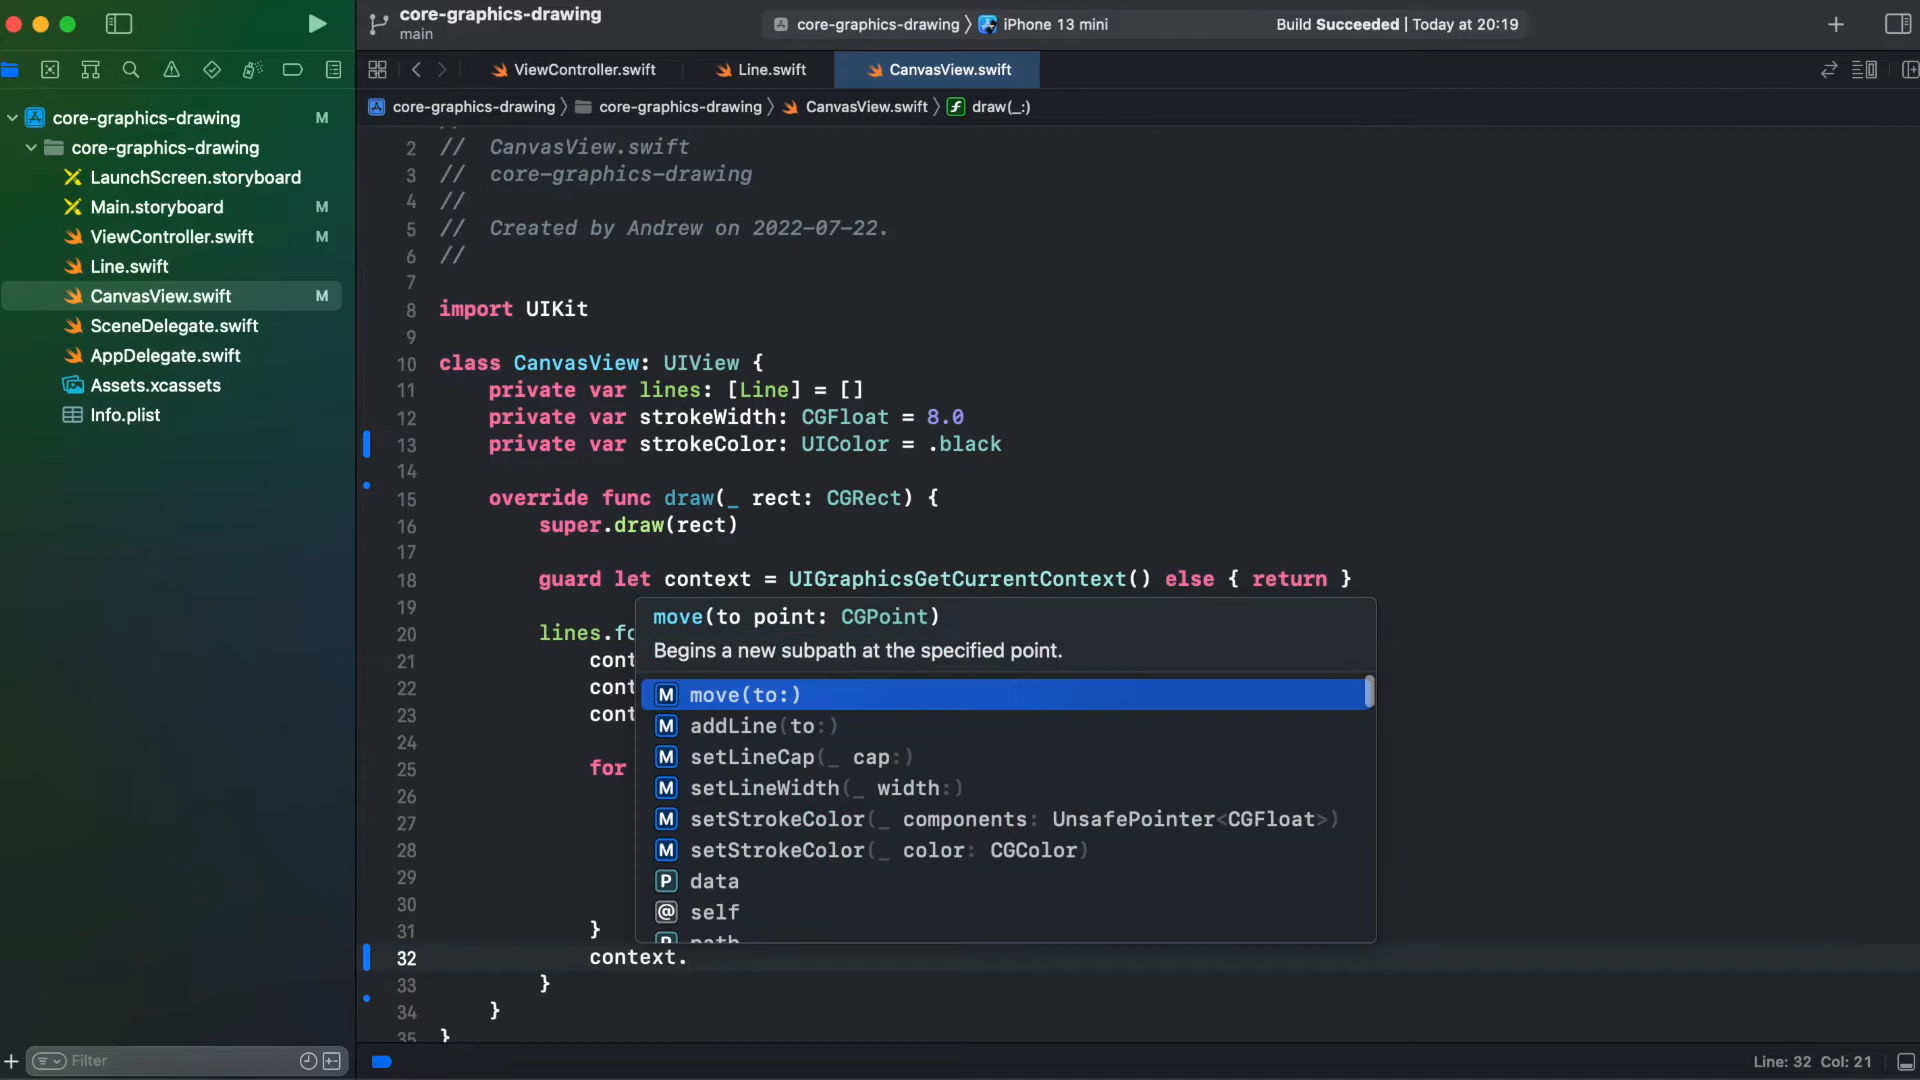 core-graphics-drawing
main
core-graphics-drawing 〉 iPhone 13 mini
Build Succeeded | Today at 20:19
ViewController.swift
Line.swift
CanvasView.swift
core-graphics-drawing 〉 core-graphics-drawing 〉 CanvasView.swift 〉 draw(_:)
core-graphics-drawing M
core-graphics-drawing
LaunchScreen.storyboard
Main.storyboard M
ViewController.swift M
Line.swift
CanvasView.swift M
SceneDelegate.swift
AppDelegate.swift
Assets.xcassets
Info.plist
2 //  CanvasView.swift
3 //  core-graphics-drawing
4 //
5 //  Created by Andrew on 2022-07-22.
6 //
7
8 import UIKit
9
10 class CanvasView: UIView {
11     private var lines: [Line] = []
12     private var strokeWidth: CGFloat = 8.0
13     private var strokeColor: UIColor = .black
14
15     override func draw(_ rect: CGRect) {
16         super.draw(rect)
17
18         guard let context = UIGraphicsGetCurrentContext() else { return }
19
20         lines.fo
21             cont
22             cont
23             cont
24
25             for
26
27
28
29
30
31             }
32             context.
33         }
34     }
35 }
move(to point: CGPoint)
Begins a new subpath at the specified point.
M move(to:)
M addLine(to:)
M setLineCap(_ cap:)
M setLineWidth(_ width:)
M setStrokeColor(_ components: UnsafePointer<CGFloat>)
M setStrokeColor(_ color: CGColor)
P data
@ self
P path
Filter
Line: 32 Col: 21